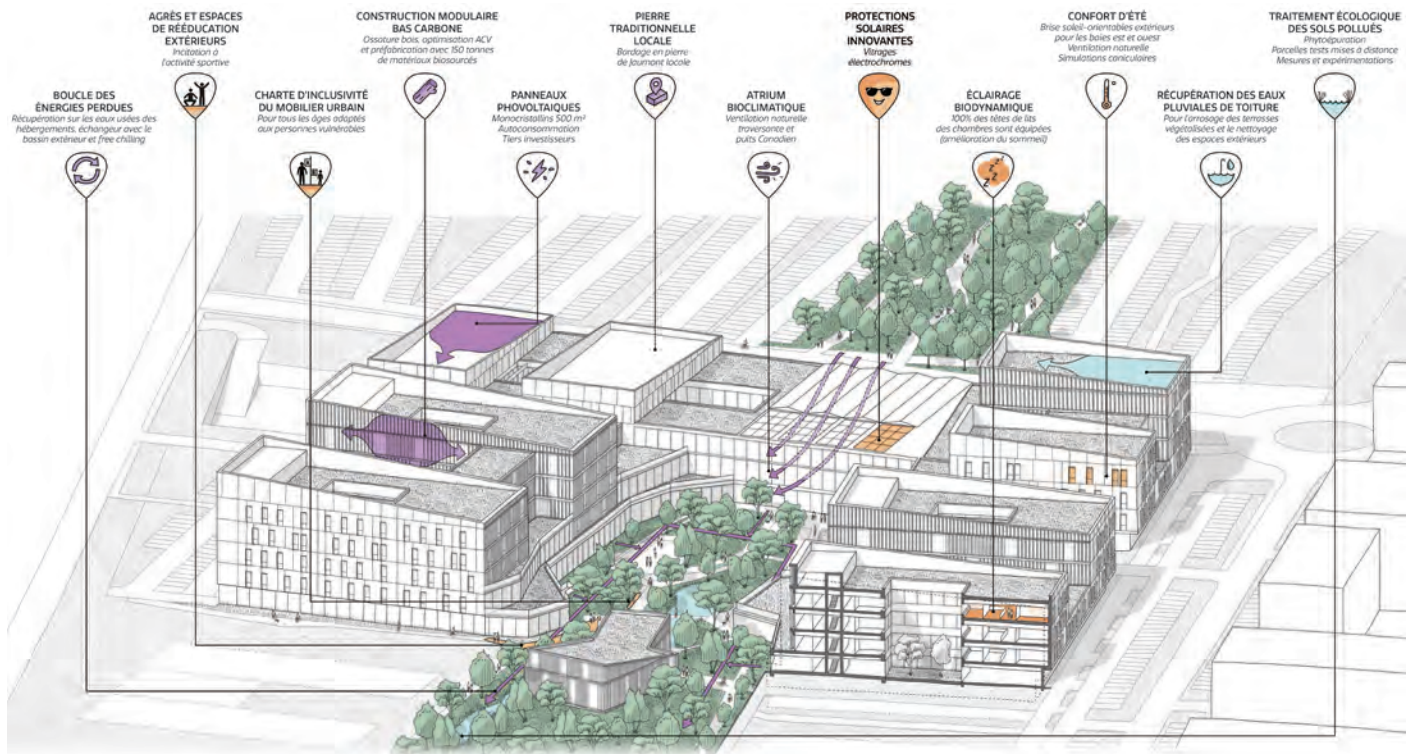 AGRÈS ET ESPACES
DE RÉÉDUCATION
EXTÉRIEURS
Incitation à
l'activité sportive
CONSTRUCTION MODULAIRE
BAS CARBONE
Ossature bois, optimisation ACV
et préfabrication avec 150 tonnes
de matériaux biosourcés
PIERRE
TRADITIONNELLE
LOCALE
Bardage en pierre
de Jaumont locale
PROTECTIONS
SOLAIRES
INNOVANTES
Vitrages
électrochromes
CONFORT D'ÉTÉ
Brise soleil-orientables extérieurs
pour les baies est et ouest
Ventilation naturelle
Simulations caniculaires
TRAITEMENT ÉCOLOGIQUE
DES SOLS POLLUÉS
Phytoépuration
Parcelles tests mises à distance
Mesures et expérimentations
BOUCLE DES
ÉNERGIES PERDUES
Récupération sur les eaux usées des
hébergements, échangeur avec le
bassin extérieur et free chilling
CHARTE D'INCLUSIVITÉ
DU MOBILIER URBAIN
Pour tous les âges adaptés
aux personnes vulnérables
PANNEAUX
PHOVOLTAIQUES
Monocristallins 500 m²
Autoconsommation
Tiers investisseurs
ATRIUM
BIOCLIMATIQUE
Ventilation naturelle
traversante et
puits Canadien
ÉCLAIRAGE
BIODYNAMIQUE
100% des têtes de lits
des chambres sont équipées
(amélioration du sommeil)
RÉCUPÉRATION DES EAUX
PLUVIALES DE TOITURE
Pour l'arrosage des terrasses
végétalisées et le nettoyage
des espaces extérieurs